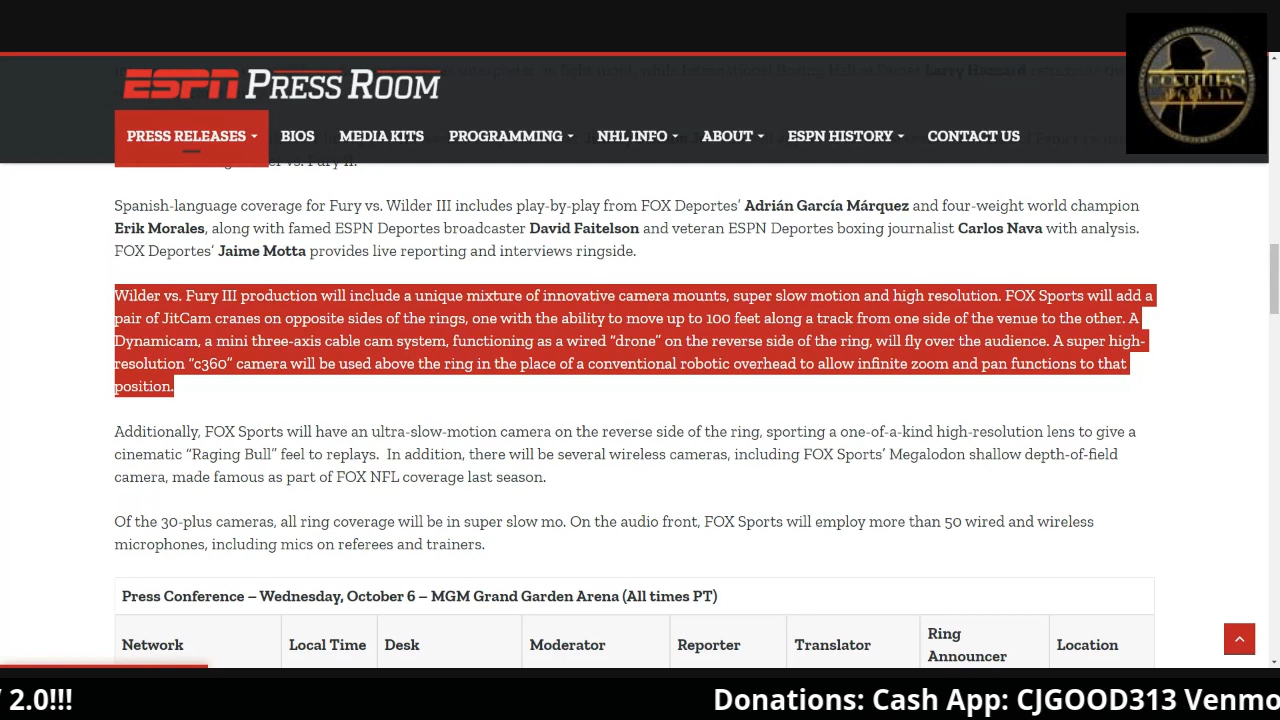 ESPN PRESS ROOM
PRESS RELEASES BIOS MEDIA KITS PROGRAMMING NHL INFO ABOUT ESPN HISTORY CONTACT US
Larry Hazzard
vs. Fury II.
Spanish-language coverage for Fury vs. Wilder III includes play-by-play from FOX Deportes’ Adrián García Márquez and four-weight world champion
Erik Morales, along with famed ESPN Deportes broadcaster David Faitelson and veteran ESPN Deportes boxing journalist Carlos Nava with analysis.
FOX Deportes’ Jaime Motta provides live reporting and interviews ringside.
Wilder vs. Fury III production will include a unique mixture of innovative camera mounts, super slow motion and high resolution. FOX Sports will add a
pair of JitCam cranes on opposite sides of the rings, one with the ability to move up to 100 feet along a track from one side of the venue to the other. A
Dynamicam, a mini three-axis cable cam system, functioning as a wired “drone” on the reverse side of the ring, will fly over the audience. A super high-
resolution “c360” camera will be used above the ring in the place of a conventional robotic overhead to allow infinite zoom and pan functions to that
position.
Additionally, FOX Sports will have an ultra-slow-motion camera on the reverse side of the ring, sporting a one-of-a-kind high-resolution lens to give a
cinematic “Raging Bull” feel to replays. In addition, there will be several wireless cameras, including FOX Sports’ Megalodon shallow depth-of-field
camera, made famous as part of FOX NFL coverage last season.
Of the 30-plus cameras, all ring coverage will be in super slow mo. On the audio front, FOX Sports will employ more than 50 wired and wireless
microphones, including mics on referees and trainers.
Press Conference – Wednesday, October 6 – MGM Grand Garden Arena (All times PT)
Network Local Time Desk Moderator Reporter Translator Ring Announcer Location
2.0!!! Donations: Cash App: CJGOOD313 Venmo